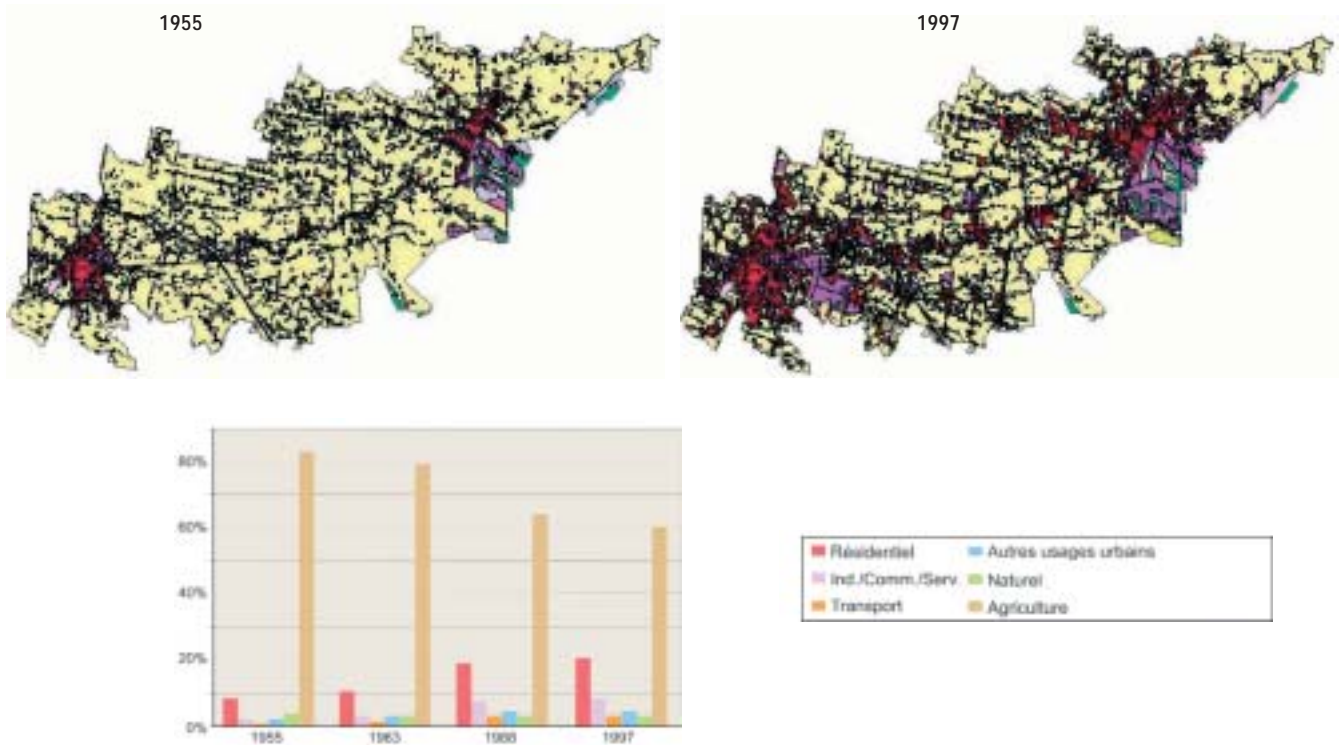 1955
1997
80%
60%
40%
20%
0%
1955
1963
1988
1997
Résidentiel
Autres usages urbains
Ind./Comm./Serv.
Naturel
Transport
Agriculture